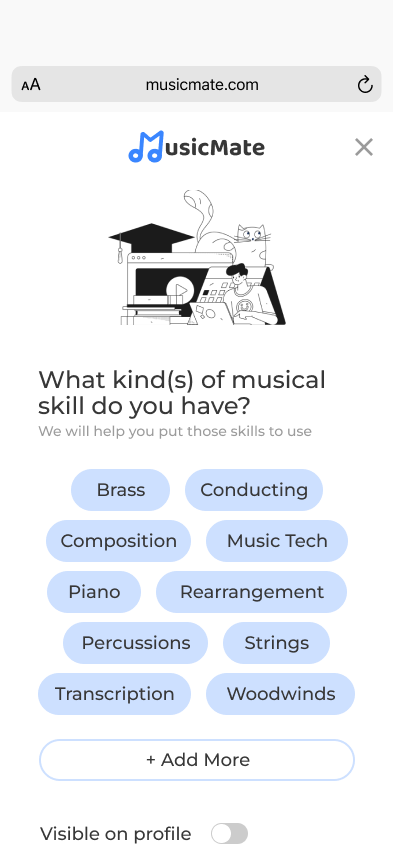 AA musicmate.com
MusicMate
What kind(s) of musical
skill do you have?
We will help you put those skills to use
Brass Conducting
Composition Music Tech
Piano Rearrangement
Percussions Strings
Transcription Woodwinds
+ Add More
Visible on profile